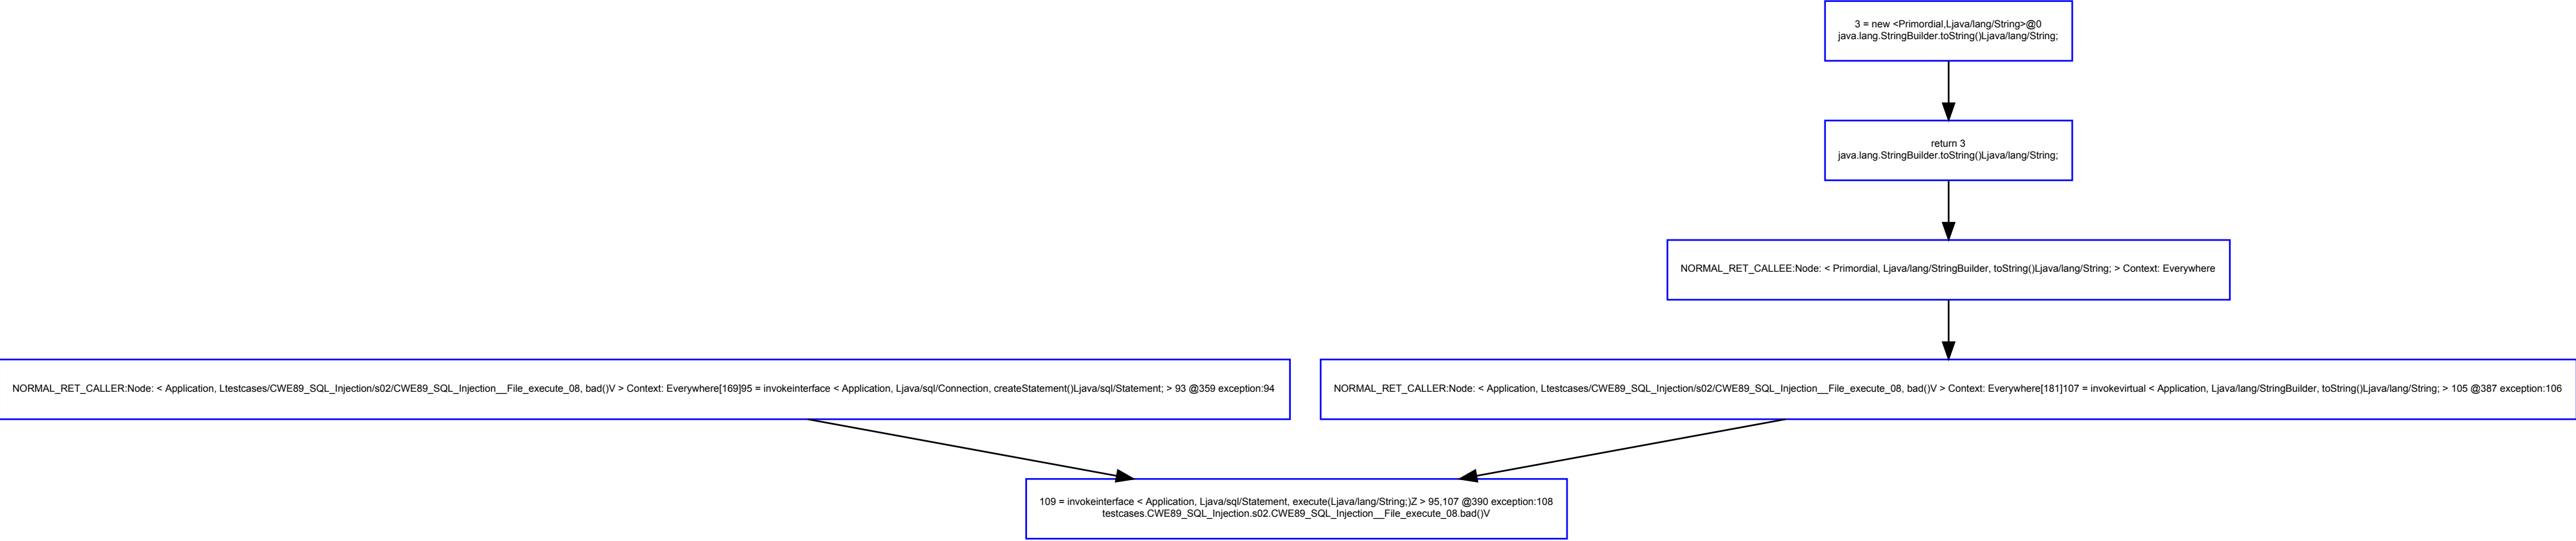 3 = new <Primordial,Ljava/lang/String>@0
java.lang.StringBuilder.toString()Ljava/lang/String;
return 3
java.lang.StringBuilder.toString()Ljava/lang/String;
NORMAL_RET_CALLEE:Node: < Primordial, Ljava/lang/StringBuilder, toString()Ljava/lang/String; > Context: Everywhere
NORMAL_RET_CALLER:Node: < Application, Ltestcases/CWE89_SQL_Injection/s02/CWE89_SQL_Injection__File_execute_08, bad()V > Context: Everywhere[169]95 = invokeinterface < Application, Ljava/sql/Connection, createStatement()Ljava/sql/Statement; > 93 @359 exception:94
NORMAL_RET_CALLER:Node: < Application, Ltestcases/CWE89_SQL_Injection/s02/CWE89_SQL_Injection__File_execute_08, bad()V > Context: Everywhere[181]107 = invokevirtual < Application, Ljava/lang/StringBuilder, toString()Ljava/lang/String; > 105 @387 exception:106
109 = invokeinterface < Application, Ljava/sql/Statement, execute(Ljava/lang/String;)Z > 95,107 @390 exception:108
testcases.CWE89_SQL_Injection.s02.CWE89_SQL_Injection__File_execute_08.bad()V